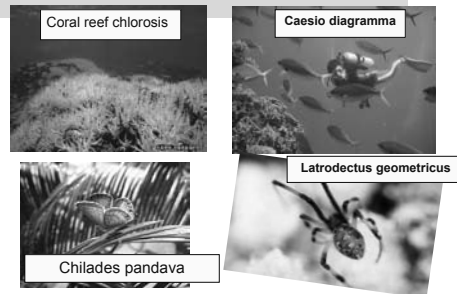 Coral reef chlorosis
Caesio diagramma
Latrodectus geometricus
Chilades pandava